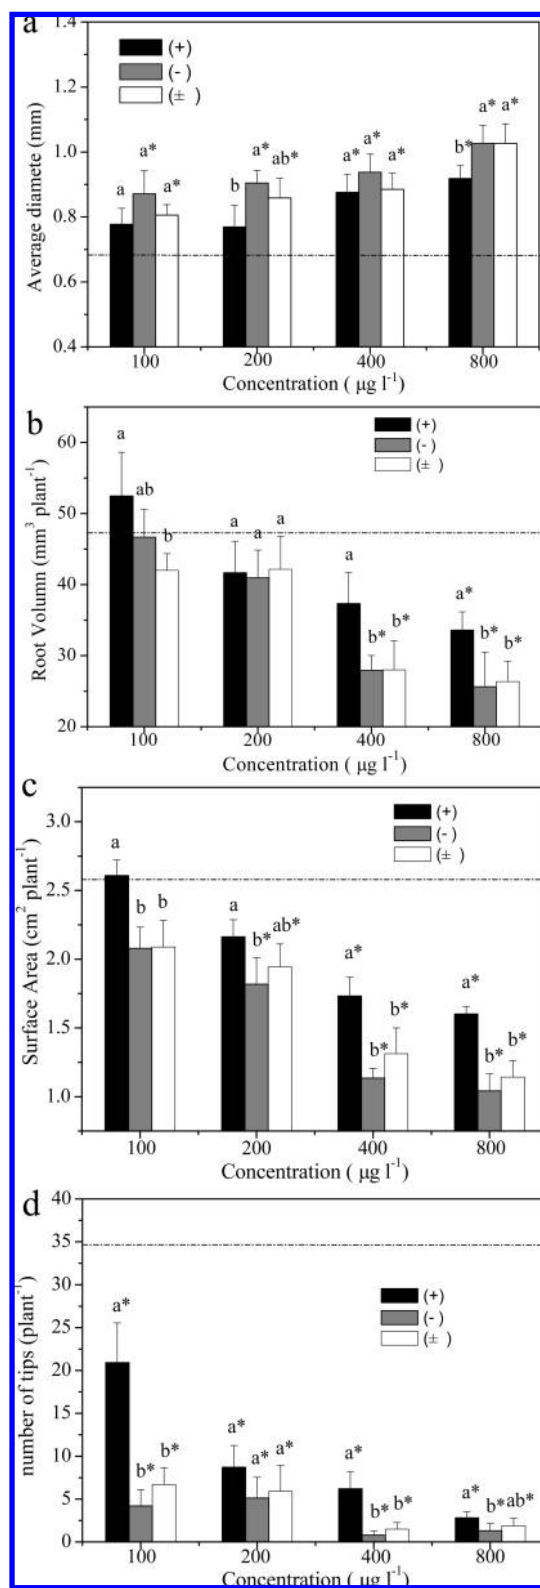 a
(+)
(-)
(± )
1.4
1.2
1.0
0.8
0.6
0.4
Average diamete (mm)
a
a*
a*
b
a*
ab*
a*
a*
a*
b*
a*
a*
100
200
400
800
Concentration ( μg l⁻¹)
b
(+)
(-)
(± )
60
50
40
30
20
Root Volumn (mm³ plant⁻¹)
a
ab
b
a
a
a
a
b*
b*
a*
b*
b*
100
200
400
800
Concentration ( μg l⁻¹)
c
(+)
(-)
(± )
3.0
2.5
2.0
1.5
1.0
Surface Area (cm² plant⁻¹)
a
b
b
a
b*
ab*
a*
b*
b*
a*
b*
b*
100
200
400
800
Concentration ( μg l⁻¹)
d
(+)
(-)
(± )
40
35
30
25
20
15
10
5
0
number of tips (plant⁻¹)
a*
b*
b*
a*
a*
a*
a*
b*
b*
a*
b*
ab*
100
200
400
800
Concentration ( μg l⁻¹)